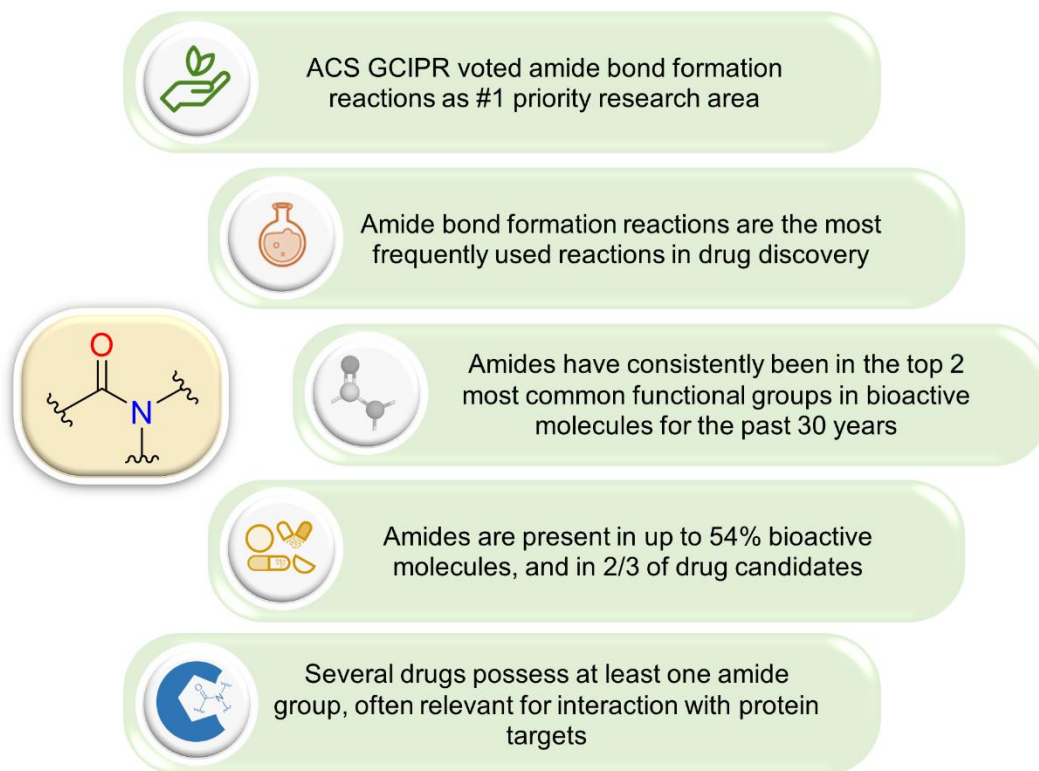 ACS GCIPR voted amide bond formation
reactions as #1 priority research area
Amide bond formation reactions are the most
frequently used reactions in drug discovery
O
N
Amides have consistently been in the top 2
most common functional groups in bioactive
molecules for the past 30 years
Amides are present in up to 54% bioactive
molecules, and in 2/3 of drug candidates
Several drugs possess at least one amide
group, often relevant for interaction with protein
targets
O
N